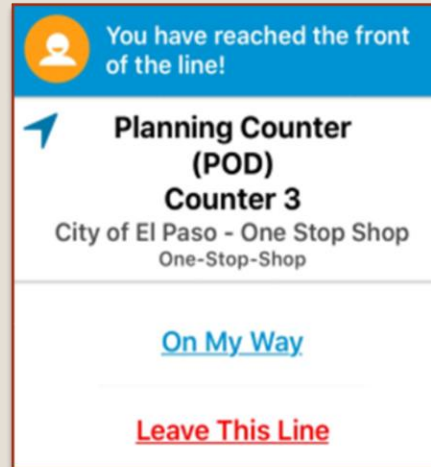 You have reached the front
of the line!
Planning Counter
(POD)
Counter 3
City of El Paso - One Stop Shop
One-Stop-Shop
On My Way
Leave This Line